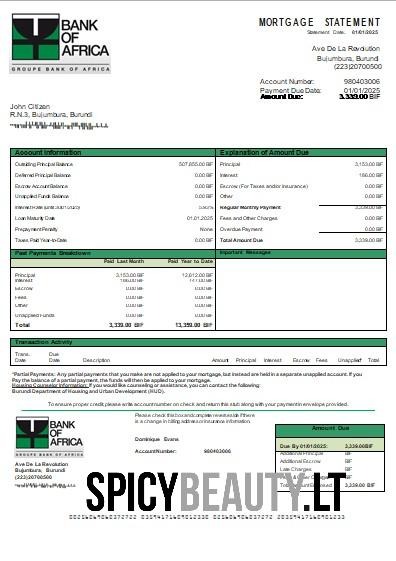 BANK
OF
AFRICA
GROUPE BANK OF AFRICA
MORTGAGE STATEMENT
Statement Date: 01/01/2025
Ave De La Revolution
Bujumbura, Burundi
(223)20700500
Account Number: 980403006
Payment Due Date: 01/01/2025
Amount Due: 3,339.00 BIF
John Citizen
R.N.3, Bujumbura, Burundi
Account Information
Outstanding Principal Balance 507,855.00 BIF
Deferred Principal Balance 0.00 BIF
Escrow Account Balance 0.00 BIF
Unapplied Funds Balance 0.00 BIF
Loan Maturity Date 01.01.2025
Prepayment Penalty None
Taxes Paid Year-to-Date 0.00 BIF
Explanation of Amount Due
Principal 3,153.00 BIF
Interest 186.00 BIF
Escrow (For Taxes and/or Insurance) 0.00 BIF
Other 0.00 BIF
Regular Monthly Payment 3,339.00 BIF
Fees and Other Charges 0.00 BIF
Overdue Payment 0.00 BIF
Total Amount Due 3,339.00 BIF
Past Payments Breakdown
Paid Last Month Paid Year to Date
Principal 3,153.00 BIF 12,612.00 BIF
Interest 186.00 BIF 747.00 BIF
Escrow 0.00 BIF 0.00 BIF
Fees 0.00 BIF 0.00 BIF
Other 0.00 BIF 0.00 BIF
Unapplied Funds 0.00 BIF 0.00 BIF
Total 3,339.00 BIF 13,359.00 BIF
Important Messages
Transaction Activity
Trans. Date Due Date Description Amount Principal Interest Escrow Fees Unapplied Total
*Partial Payments: Any partial payments that you make are not applied to your mortgage, but instead are held in a separate unapplied account. If you
Pay the balance of a partial payment, the funds will then be applied to your mortgage.
Housing Counselor Information: If you would like counseling or assistance, you can contact the following:
Burundi Department of Housing and Urban Development (HUD).
To ensure proper credit please write account number on check and return this stub along with your payment in envelope provided.
BANK
OF
AFRICA
GROUPE BANK OF AFRICA
Ave De La Revolution
Bujumbura, Burundi
(223)20700500
Please check this box and complete reverse side if there
is a change in billing address or insurance information.
Dominique Evans
Account Number: 980403006
Amount Due
Due By 01/01/2025: 3,339.00BIF
Additional Principal BIF
Additional Escrow BIF
Late Charges BIF
3,339.00 BIF
SPICYBEAUTY.LT